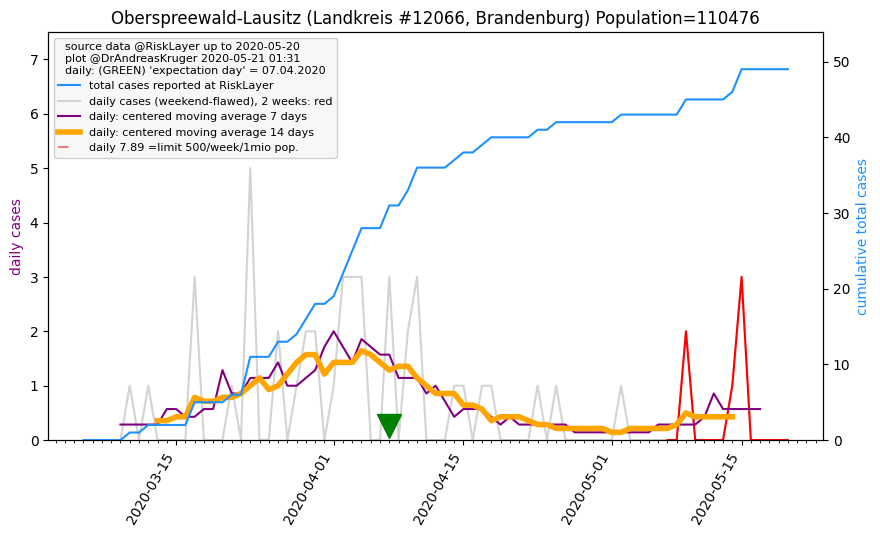 Oberspreewald-Lausitz (Landkreis #12066, Brandenburg) Population=110476
source data @RiskLayer up to 2020-05-20
plot @DrAndreasKruger 2020-05-21 01:31
daily: (GREEN) 'expectation day' = 07.04.2020
total cases reported at RiskLayer
daily cases (weekend-flawed), 2 weeks: red
daily: centered moving average 7 days
daily: centered moving average 14 days
daily 7.89 =limit 500/week/1mio pop.
daily cases
7
6
5
4
3
2
1
0
50
40
30
20
10
0
cumulative total cases
2020-03-15
2020-04-01
2020-04-15
2020-05-01
2020-05-15